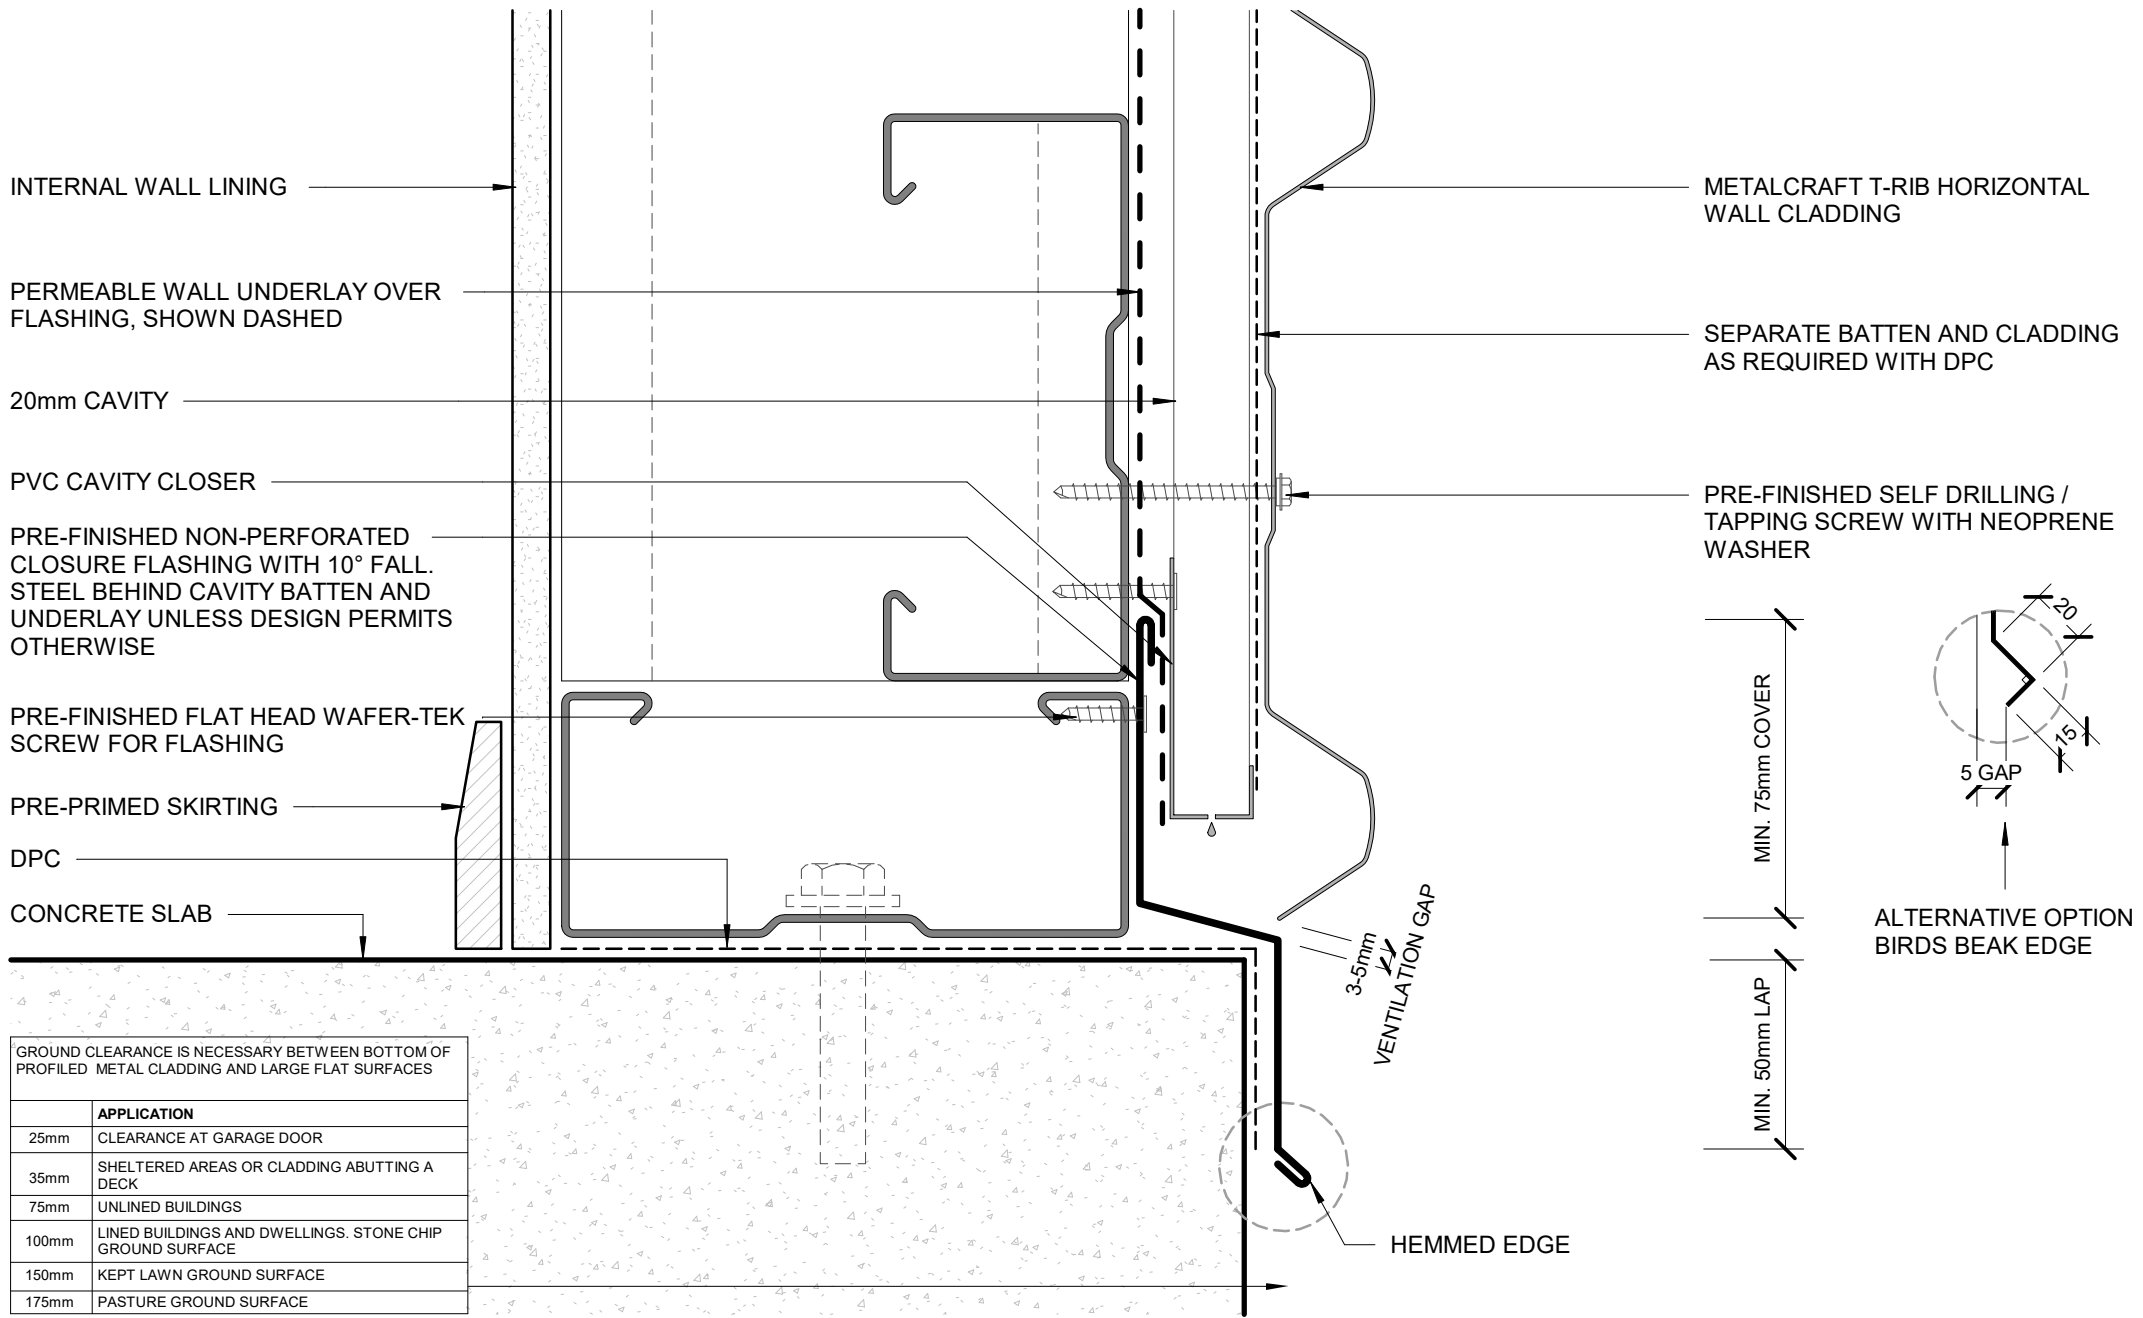 INTERNAL WALL LINING
PERMEABLE WALL UNDERLAY OVER
FLASHING, SHOWN DASHED
20mm CAVITY
PVC CAVITY CLOSER
PRE-FINISHED NON-PERFORATED
CLOSURE FLASHING WITH 10° FALL.
STEEL BEHIND CAVITY BATTEN AND
UNDERLAY UNLESS DESIGN PERMITS
OTHERWISE
PRE-FINISHED FLAT HEAD WAFER-TEK
SCREW FOR FLASHING
PRE-PRIMED SKIRTING
DPC
CONCRETE SLAB
GROUND CLEARANCE IS NECESSARY BETWEEN BOTTOM OF
PROFILED METAL CLADDING AND LARGE FLAT SURFACES
APPLICATION
25mm CLEARANCE AT GARAGE DOOR
35mm SHELTERED AREAS OR CLADDING ABUTTING A
DECK
75mm UNLINED BUILDINGS
100mm LINED BUILDINGS AND DWELLINGS. STONE CHIP
GROUND SURFACE
150mm KEPT LAWN GROUND SURFACE
175mm PASTURE GROUND SURFACE
METALCRAFT T-RIB HORIZONTAL
WALL CLADDING
SEPARATE BATTEN AND CLADDING
AS REQUIRED WITH DPC
PRE-FINISHED SELF DRILLING /
TAPPING SCREW WITH NEOPRENE
WASHER
MIN. 75mm COVER
MIN. 50mm LAP
3-5mm
VENTILATION GAP
HEMMED EDGE
20
15
5 GAP
ALTERNATIVE OPTION
BIRDS BEAK EDGE